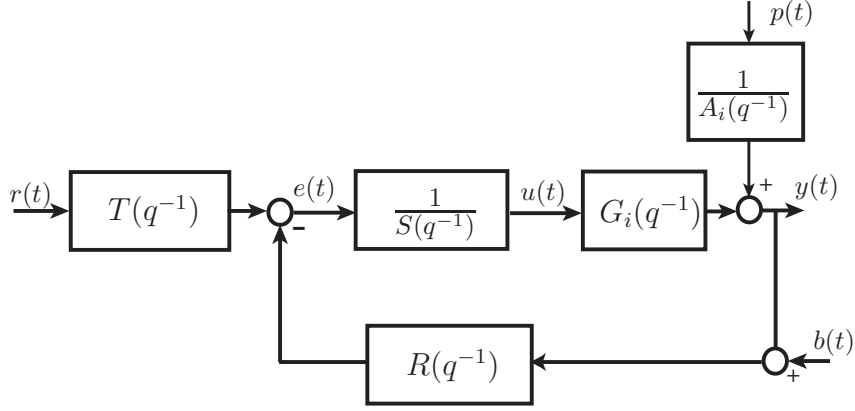 p(t)
1
A_i(q^{-1})
r(t)
T(q^{-1})
e(t)
−
1
S(q^{-1})
u(t)
G_i(q^{-1})
+
y(t)
R(q^{-1})
b(t)
+